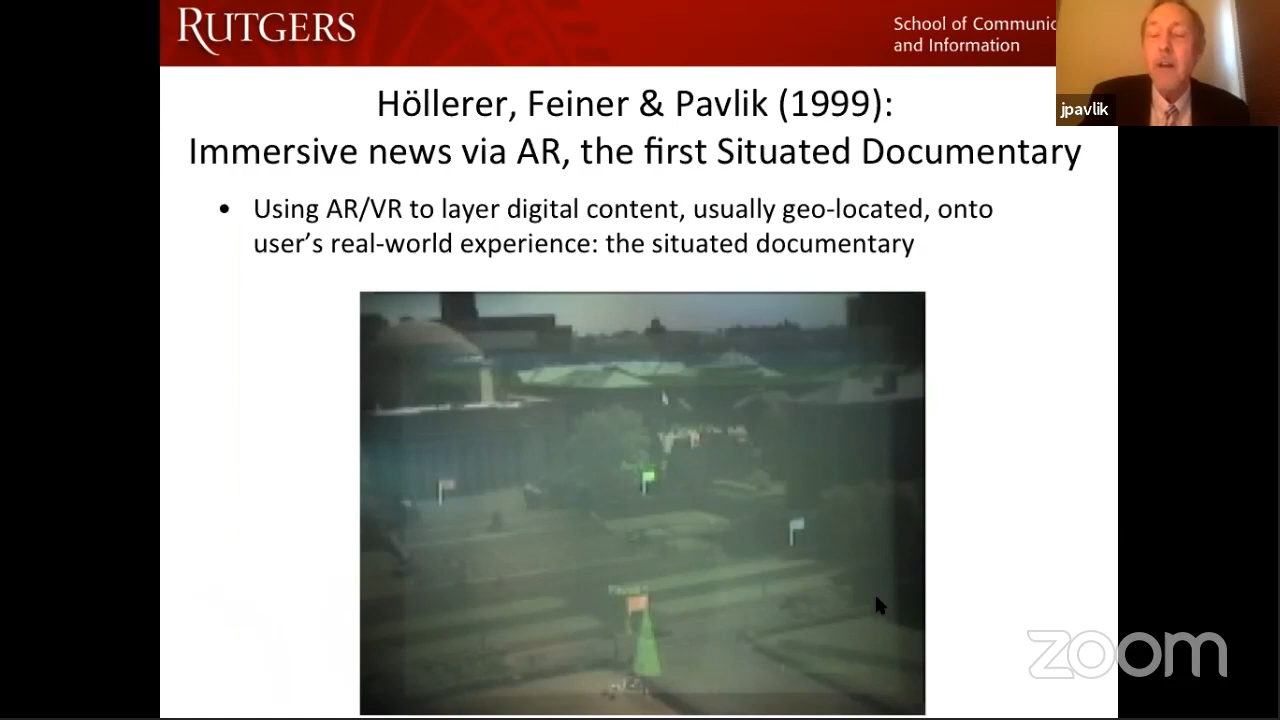 RUTGERS
School of Communic
and Information
jpavlik
Höllerer, Feiner & Pavlik (1999):
Immersive news via AR, the first Situated Documentary
• Using AR/VR to layer digital content, usually geo-located, onto
user’s real-world experience: the situated documentary
zoom